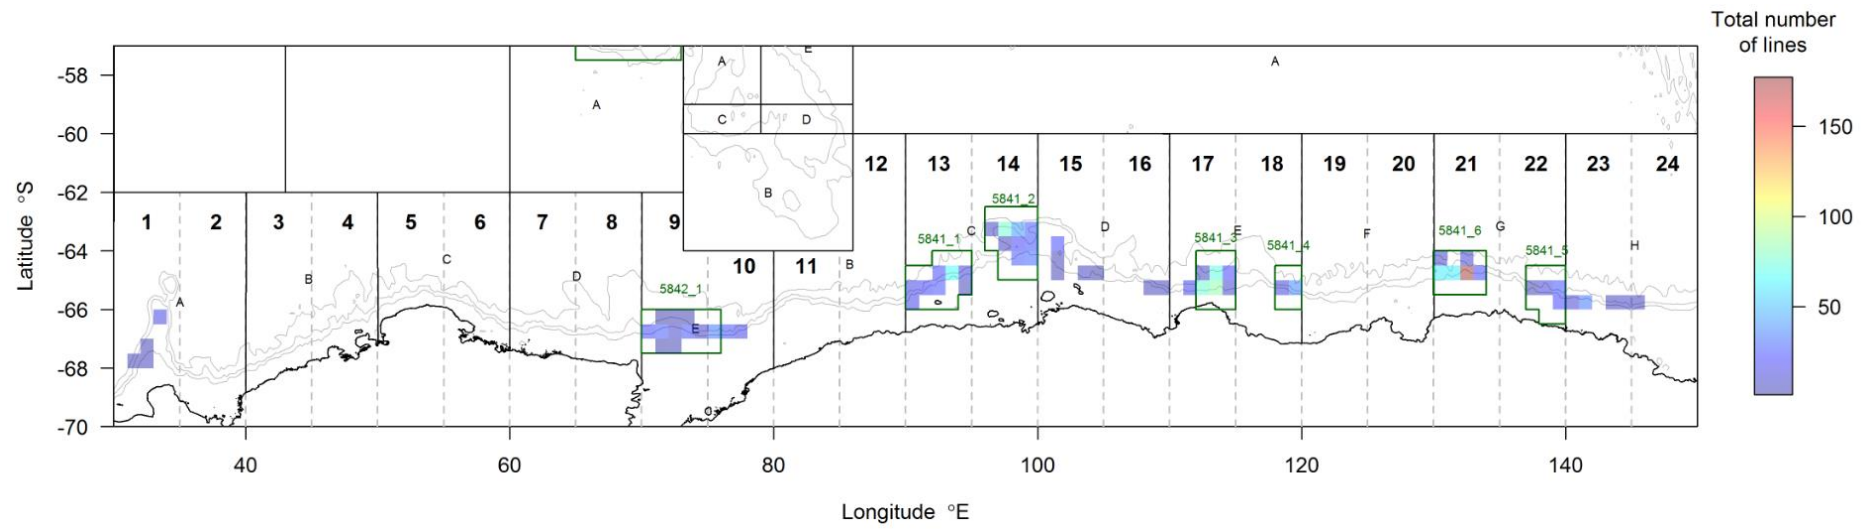 Total number
of lines
-58
-60
-62
-64
-66
-68
-70
Latitude °S
40
60
80
100
120
140
Longitude °E
150
100
50
A
A
E
A
C
D
B
12
13
14
15
16
17
18
19
20
21
22
23
24
1
2
3
4
5
6
7
8
9
10
11
5841_2
5841_1
C
D
5841_3
E
5841_4
F
5841_6
G
5841_5
H
A
B
C
D
5842_1
E
B